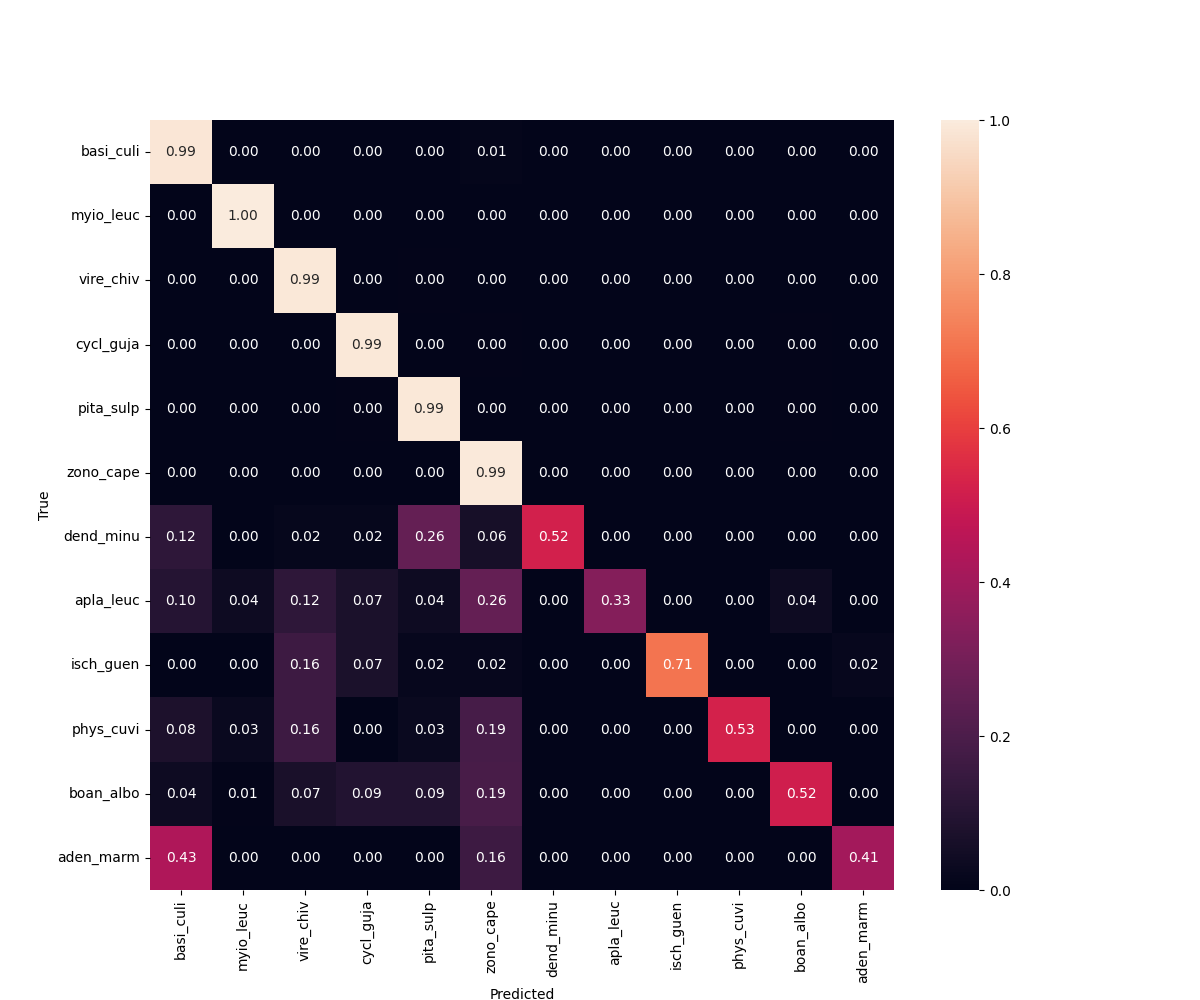 basi_culi 0.99 0.00 0.00 0.00 0.00 0.01 0.00 0.00 0.00 0.00 0.00 0.00
myio_leuc 0.00 1.00 0.00 0.00 0.00 0.00 0.00 0.00 0.00 0.00 0.00 0.00
vire_chiv 0.00 0.00 0.99 0.00 0.00 0.00 0.00 0.00 0.00 0.00 0.00 0.00
cycl_guja 0.00 0.00 0.00 0.99 0.00 0.00 0.00 0.00 0.00 0.00 0.00 0.00
pita_sulp 0.00 0.00 0.00 0.00 0.99 0.00 0.00 0.00 0.00 0.00 0.00 0.00
zono_cape 0.00 0.00 0.00 0.00 0.00 0.99 0.00 0.00 0.00 0.00 0.00 0.00
dend_minu 0.12 0.00 0.02 0.02 0.26 0.06 0.52 0.00 0.00 0.00 0.00 0.00
apla_leuc 0.10 0.04 0.12 0.07 0.04 0.26 0.00 0.33 0.00 0.00 0.04 0.00
isch_guen 0.00 0.00 0.16 0.07 0.02 0.02 0.00 0.00 0.71 0.00 0.00 0.02
phys_cuvi 0.08 0.03 0.16 0.00 0.03 0.19 0.00 0.00 0.00 0.53 0.00 0.00
boan_albo 0.04 0.01 0.07 0.09 0.09 0.19 0.00 0.00 0.00 0.00 0.52 0.00
aden_marm 0.43 0.00 0.00 0.00 0.00 0.16 0.00 0.00 0.00 0.00 0.00 0.41
True
basi_culi myio_leuc vire_chiv cycl_guja pita_sulp zono_cape dend_minu apla_leuc isch_guen phys_cuvi boan_albo aden_marm
Predicted
1.0
0.8
0.6
0.4
0.2
0.0